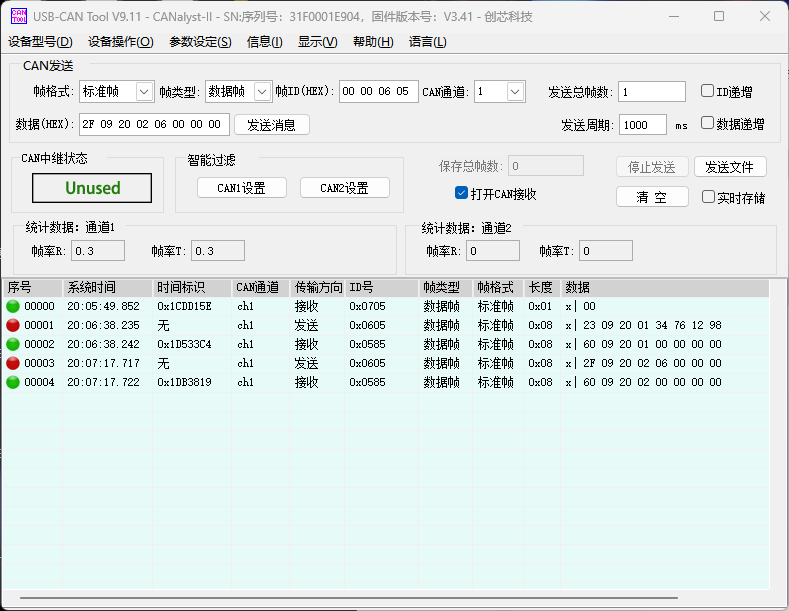 USB-CAN Tool V9.11 - CANalyst-II - SN:序列号：31F0001E904，固件版本号：V3.41 - 创芯科技
设备型号(D) 设备操作(O) 参数设定(S) 信息(I) 显示(V) 帮助(H) 语言(L)
CAN发送
帧格式: 标准帧 帧类型: 数据帧 帧ID(HEX): 00 00 06 05 CAN通道: 1 发送总帧数: 1 ID递增
数据(HEX): 2F 09 20 02 06 00 00 00 发送消息 发送周期: 1000 ms 数据递增
CAN中继状态 智能过滤 保存总帧数: 0 停止发送 发送文件
Unused CAN1设置 CAN2设置 打开CAN接收 清 空 实时存储
统计数据: 通道1 统计数据: 通道2
帧率R: 0.3 帧率T: 0.3 帧率R: 0 帧率T: 0
序号 系统时间 时间标识 CAN通道 传输方向 ID号 帧类型 帧格式 长度 数据
00000 20:05:49.852 0x1CDD15E ch1 接收 0x0705 数据帧 标准帧 0x01 x| 00
00001 20:06:38.235 无 ch1 发送 0x0605 数据帧 标准帧 0x08 x| 23 09 20 01 34 76 12 98
00002 20:06:38.242 0x1D533C4 ch1 接收 0x0585 数据帧 标准帧 0x08 x| 60 09 20 01 00 00 00 00
00003 20:07:17.717 无 ch1 发送 0x0605 数据帧 标准帧 0x08 x| 2F 09 20 02 06 00 00 00
00004 20:07:17.722 0x1DB3819 ch1 接收 0x0585 数据帧 标准帧 0x08 x| 60 09 20 02 00 00 00 00